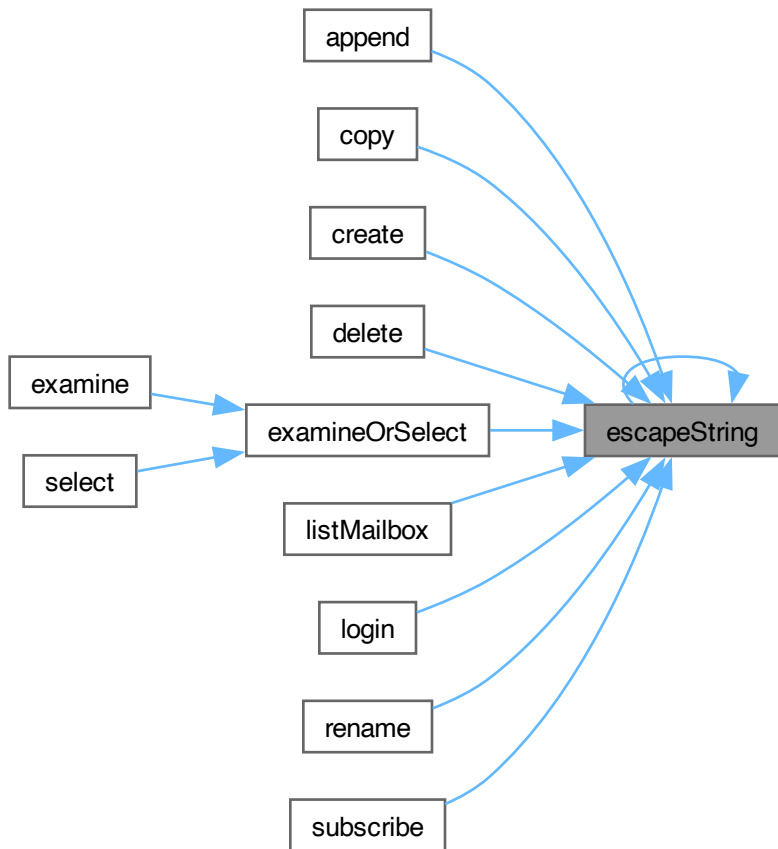 append
copy
create
delete
examine
examineOrSelect
escapeString
select
listMailbox
login
rename
subscribe